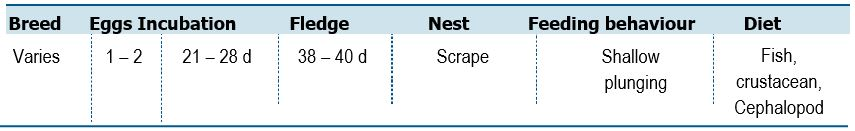 Breed Eggs Incubation Fledge Nest Feeding behaviour Diet
Varies 1 – 2 21 – 28 d 38 – 40 d Scrape Shallow Fish,
plunging crustacean,
Cephalopod